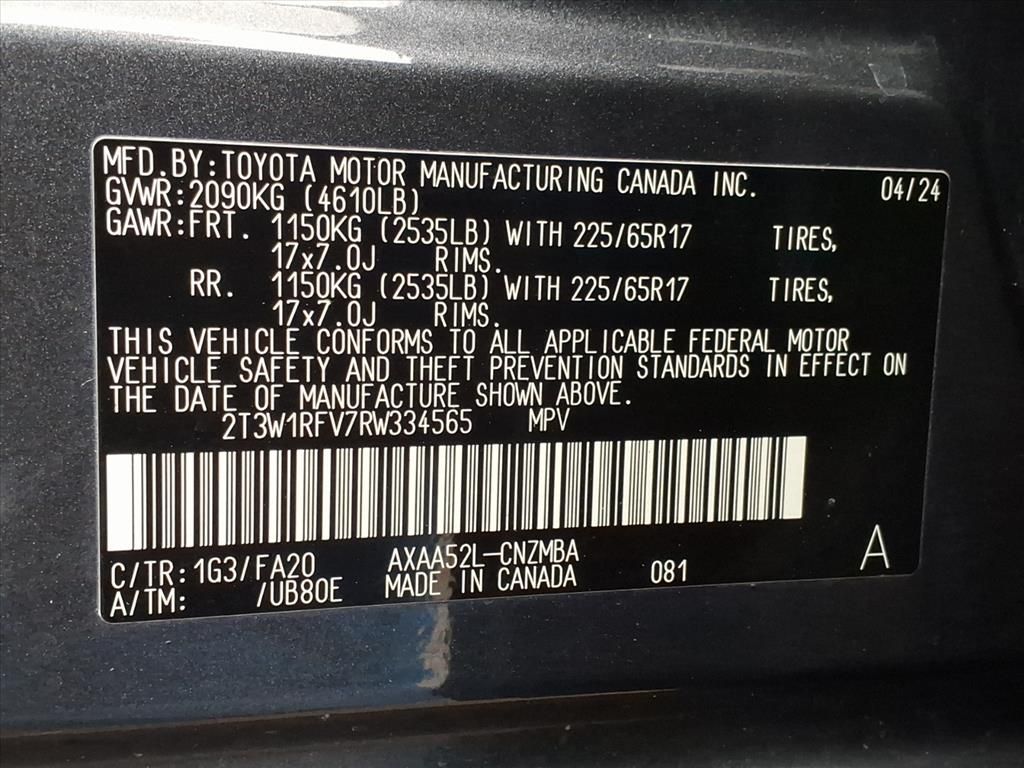 MFD.BY:TOYOTA MOTOR MANUFACTURING CANADA INC. 04/24
GVWR:2090KG (4610LB)
GAWR:FRT. 1150KG (2535LB) WITH 225/65R17 TIRES,
17x7.0J RIMS.
RR. 1150KG (2535LB) WITH 225/65R17 TIRES,
17x7.0J RIMS.
THIS VEHICLE CONFORMS TO ALL APPLICABLE FEDERAL MOTOR
VEHICLE SAFETY AND THEFT PREVENTION STANDARDS IN EFFECT ON
THE DATE OF MANUFACTURE SHOWN ABOVE.
2T3W1RFV7RW334565 MPV
C/TR:1G3/FA20 AXAA52L-CNZMBA
A/TM: /UB80E MADE IN CANADA 081 A